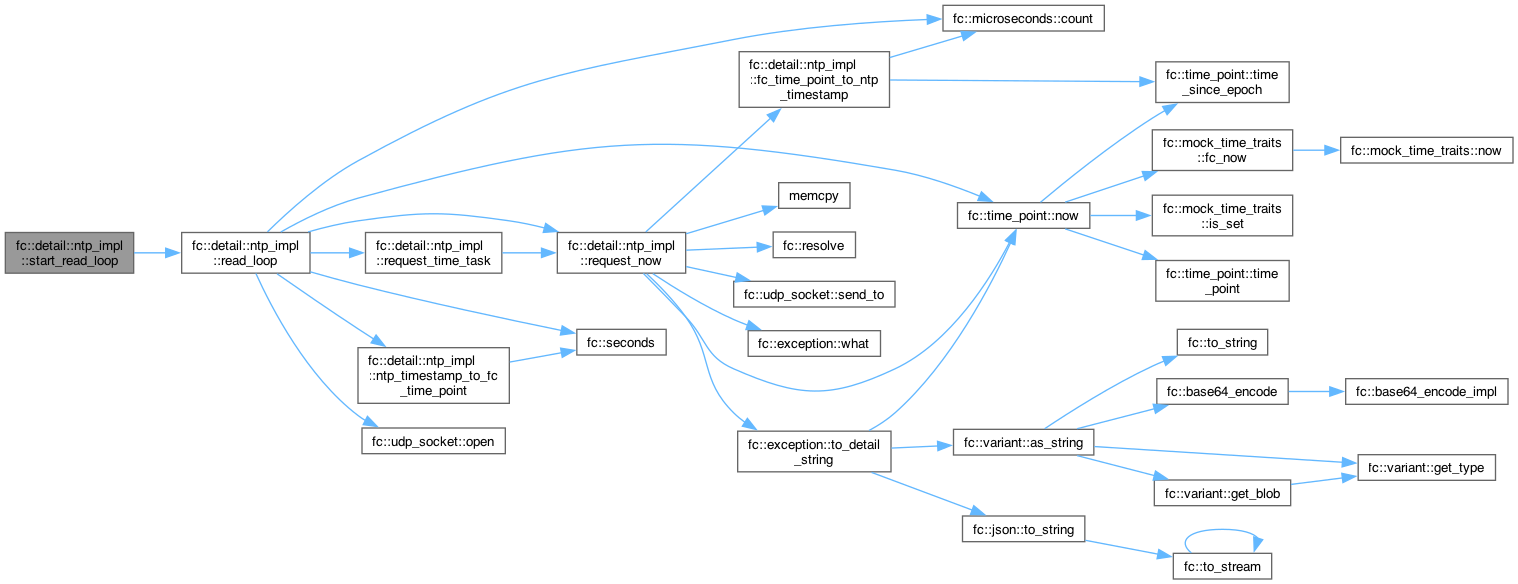 fc::detail::ntp_impl
::start_read_loop
fc::detail::ntp_impl
::read_loop
fc::detail::ntp_impl
::request_time_task
fc::detail::ntp_impl
::ntp_timestamp_to_fc
_time_point
fc::udp_socket::open
fc::detail::ntp_impl
::request_now
fc::seconds
fc::detail::ntp_impl
::fc_time_point_to_ntp
_timestamp
memcpy
fc::resolve
fc::udp_socket::send_to
fc::exception::what
fc::exception::to_detail
_string
fc::microseconds::count
fc::time_point::now
fc::variant::as_string
fc::json::to_string
fc::time_point::time
_since_epoch
fc::mock_time_traits
::fc_now
fc::mock_time_traits
::is_set
fc::time_point::time
_point
fc::to_string
fc::base64_encode
fc::variant::get_blob
fc::to_stream
fc::mock_time_traits::now
fc::base64_encode_impl
fc::variant::get_type